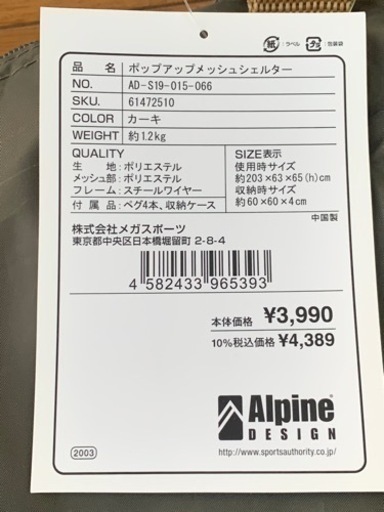 紙 :ラベル プラ :包装袋
品 名 ポップアップメッシュシェルター
NO. AD-S19-015-066
SKU. 61472510
COLOR カーキ
WEIGHT 約1.2kg
QUALITY
生 地:ポリエステル
メッシュ部:ポリエステル
フレーム:スチールワイヤー
付 属 品:ペグ4本、収納ケース
SIZE表示
使用時サイズ
約203×63×65(h)cm
収納時サイズ
約60×60×4cm
中国製
株式会社メガスポーツ
東京都中央区日本橋堀留町 2-8-4
4 582433 965393
本体価格 ¥3,990
10%税込価格 ¥4,389
Alpine
DESIGN
2003
http://www.sportsauthority.co.jp/